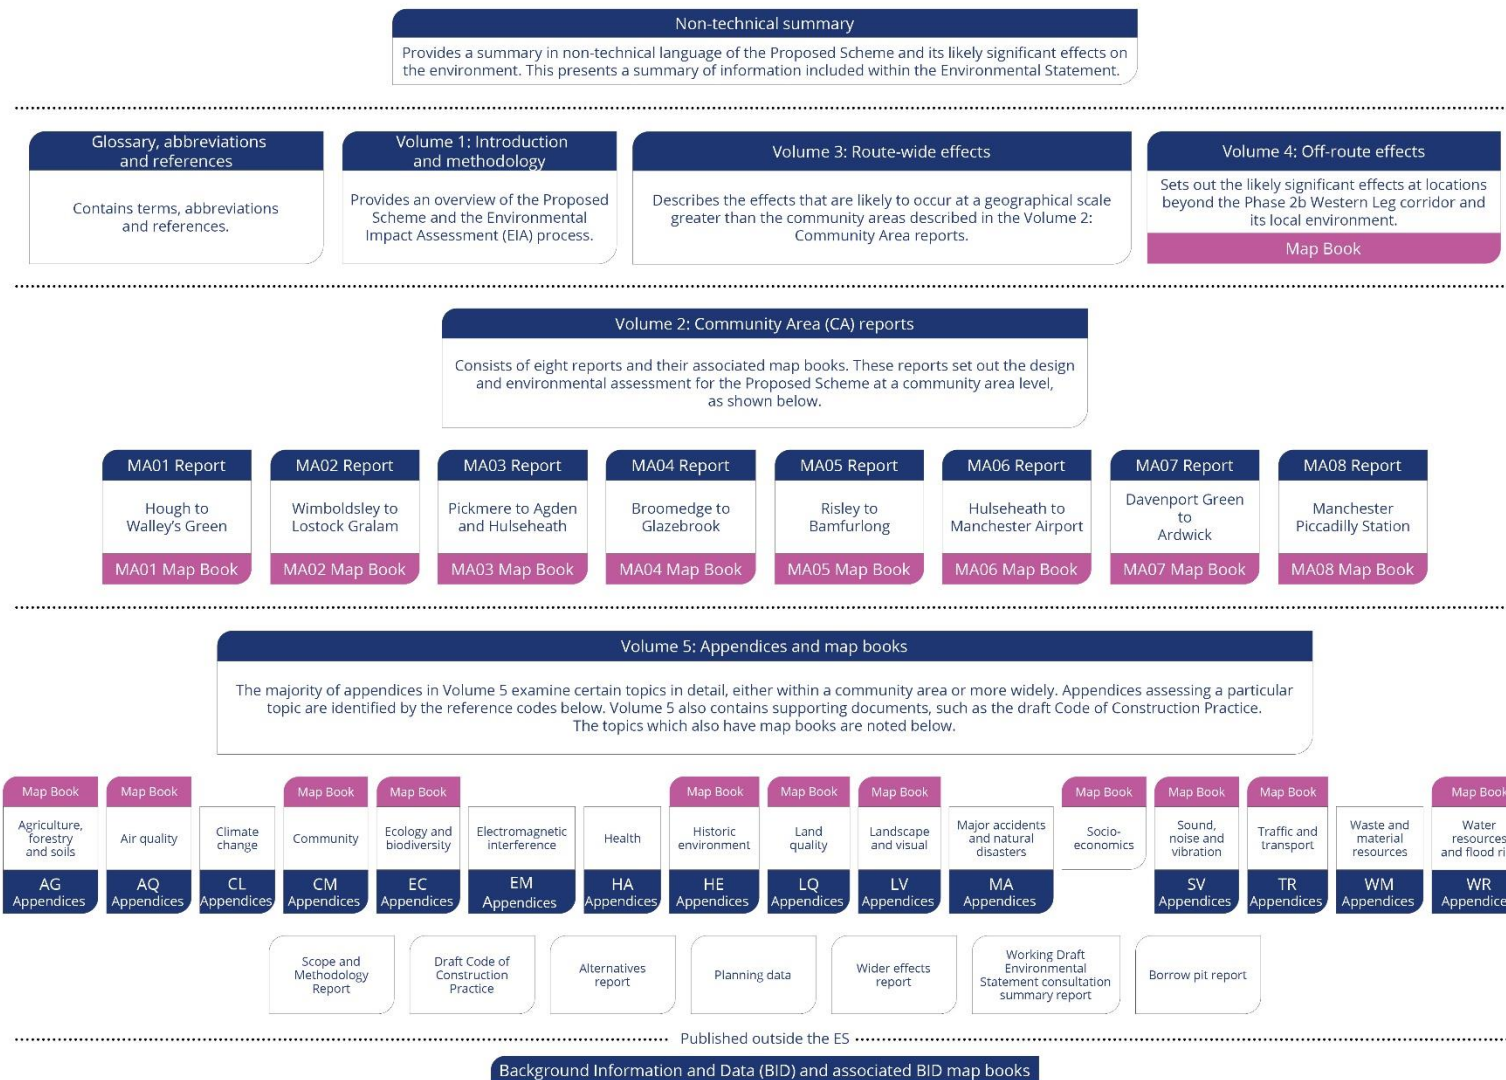 Non-technical summary
Provides a summary in non-technical language of the Proposed Scheme and its likely significant effects on
the environment. This presents a summary of information included within the Environmental Statement.
Glossary, abbreviations
and references
Contains terms, abbreviations
and references.
Volume 1: Introduction
and methodology
Provides an overview of the Proposed
Scheme and the Environmental
Impact Assessment (EIA) process.
Volume 3: Route-wide effects
Describes the effects that are likely to occur at a geographical scale
greater than the community areas described in the Volume 2:
Community Area reports.
Volume 4: Off-route effects
Sets out the likely significant effects at locations
beyond the Phase 2b Western Leg corridor and
its local environment.
Map Book
Volume 2: Community Area (CA) reports
Consists of eight reports and their associated map books. These reports set out the design
and environmental assessment for the Proposed Scheme at a community area level,
as shown below.
MA01 Report
Hough to
Walley's Green
MA01 Map Book
MA02 Report
Wimboldsley to
Lostock Gralam
MA02 Map Book
MA03 Report
Pickmere to Agden
and Hulseheath
MA03 Map Book
MA04 Report
Broomedge to
Glazebrook
MA04 Map Book
MA05 Report
Risley to
Bamfurlong
MA05 Map Book
MA06 Report
Hulseheath to
Manchester Airport
MA06 Map Book
MA07 Report
Davenport Green
to
Ardwick
MA07 Map Book
MA08 Report
Manchester
Piccadilly Station
MA08 Map Book
Volume 5: Appendices and map books
The majority of appendices in Volume 5 examine certain topics in detail, either within a community area or more widely. Appendices assessing a particular
topic are identified by the reference codes below. Volume 5 also contains supporting documents, such as the draft Code of Construction Practice.
The topics which also have map books are noted below.
Map Book
Agriculture,
forestry
and soils
AG
Appendices
Map Book
Air quality
AQ
Appendices
Climate
change
CL
Appendices
Map Book
Community
CM
Appendices
Map Book
Ecology and
biodiversity
EC
Appendices
Electromagnetic
interference
EM
Appendices
Health
HA
Appendices
Map Book
Historic
environment
HE
Appendices
Map Book
Land
quality
LQ
Appendices
Map Book
Landscape
and visual
LV
Appendices
Major accidents
and natural
disasters
MA
Appendices
Map Book
Socio-
economics
Map Book
Sound,
noise and
vibration
SV
Appendices
Map Book
Traffic and
transport
TR
Appendices
Waste and
material
resources
WM
Appendices
Map Book
Water
resources
and flood
WR
Scope and
Methodology
Report
Draft Code of
Construction
Practice
Alternatives
report
Planning data
Wider effects
report
Working Draft
Environmental
Statement consultation
summary report
Borrow pit report
Published outside the ES
Background Information and Data (BID) and associated BID map books